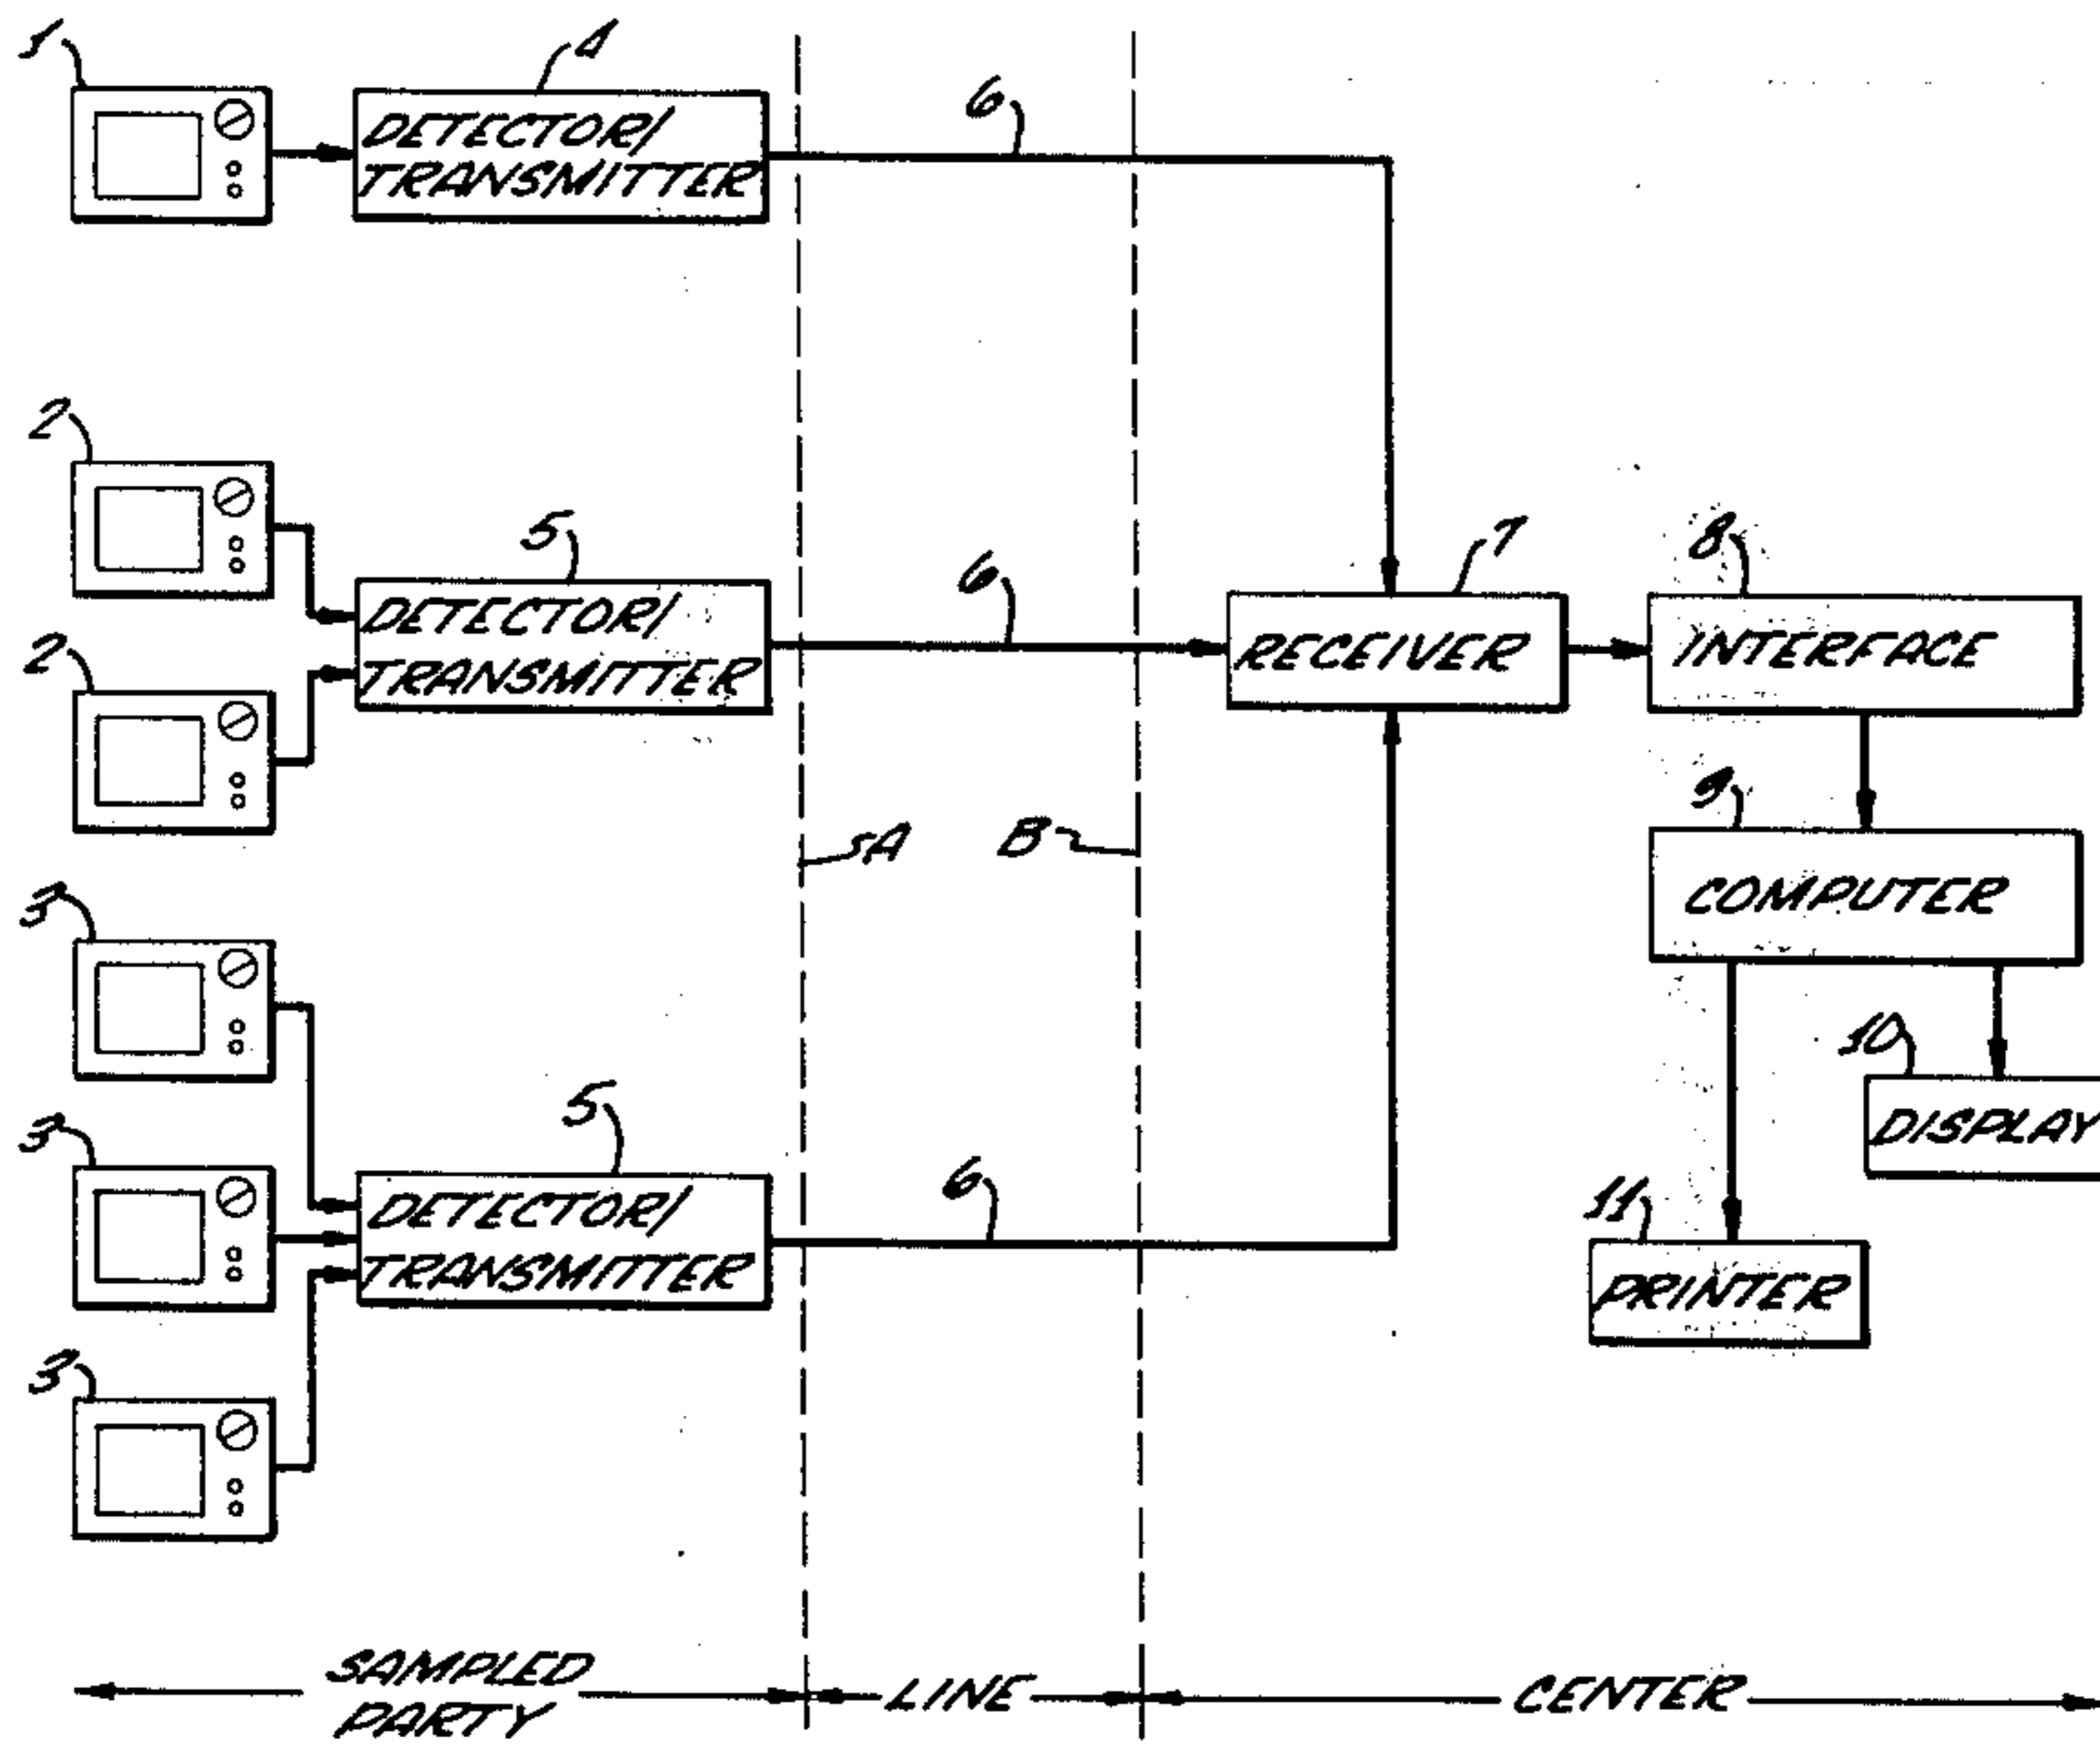 1
4
DETECTOR/
TRANSMITTER
6
2
5
DETECTOR/
TRANSMITTER
6
7
RECEIVER
8
INTERFACE
2
9
COMPUTER
A
B
3
10
DISPLAY
3
5
DETECTOR/
TRANSMITTER
6
11
PRINTER
3
SAMPLED
PARTY
LINE
CENTER